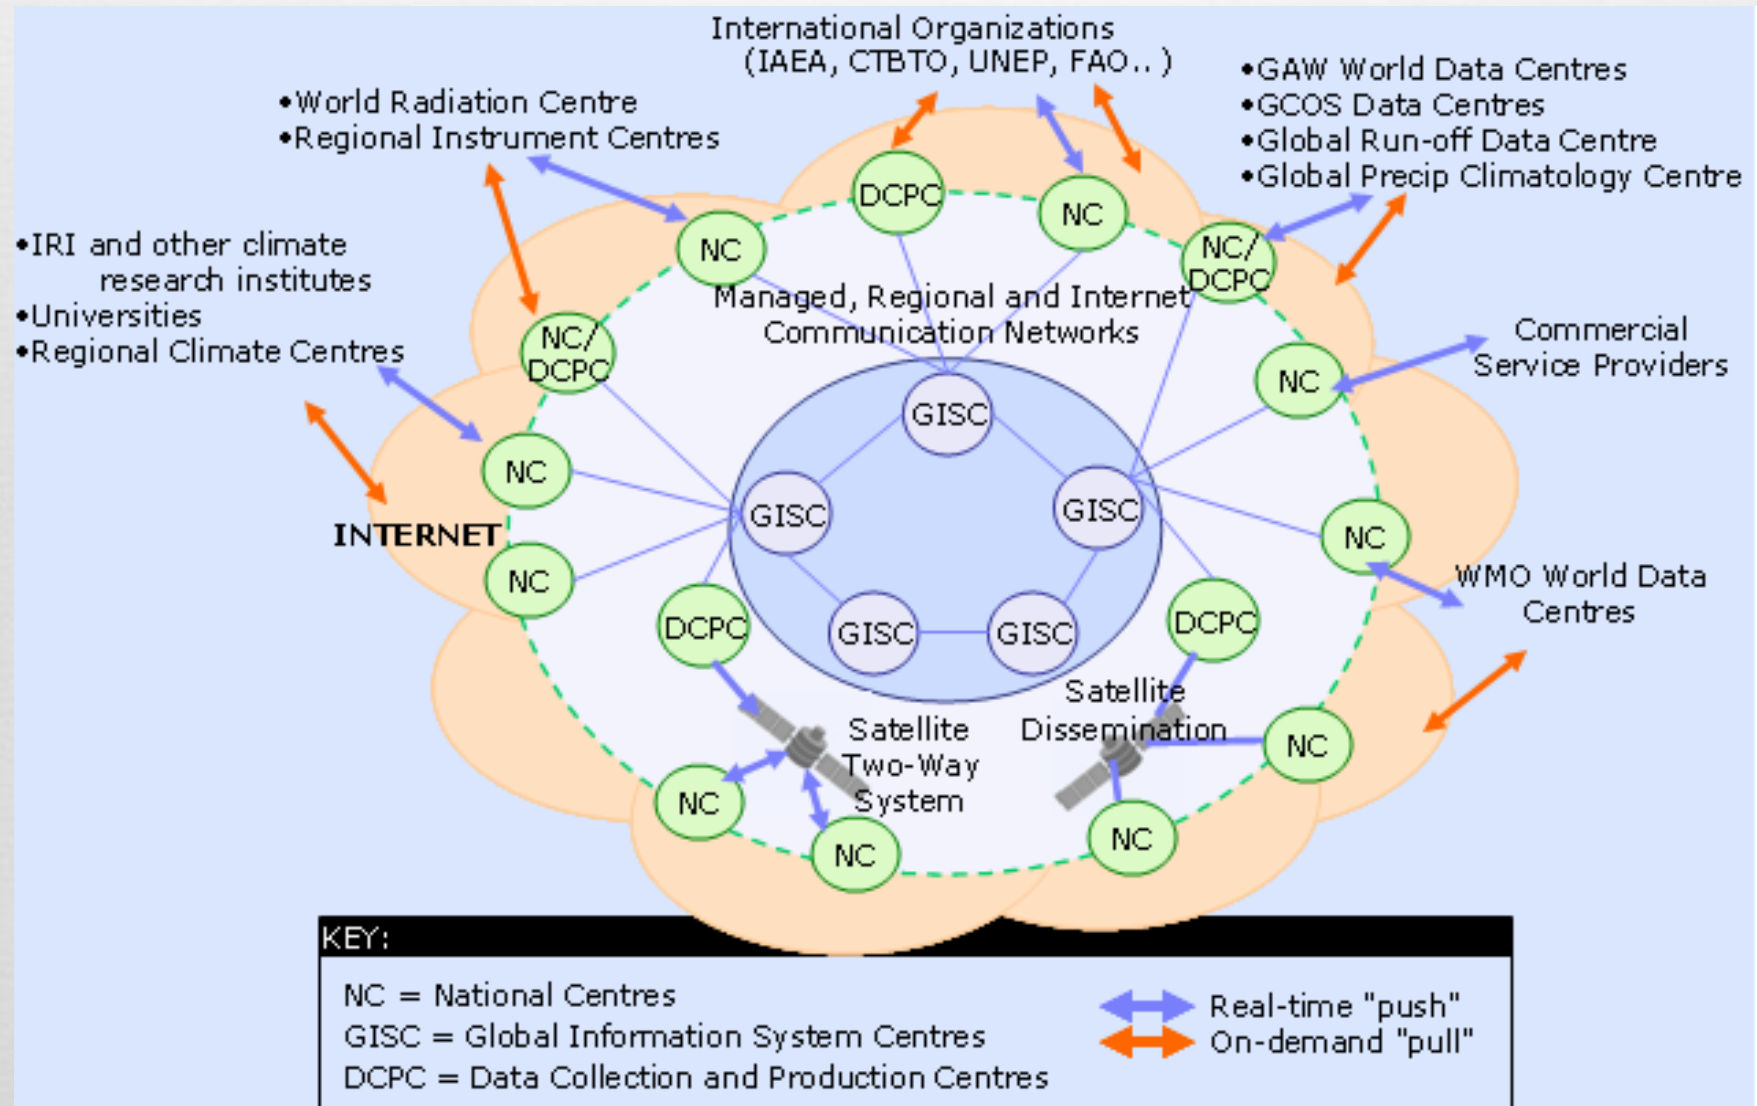 International Organizations
(IAEA, CTBTO, UNEP, FAO.. )
•World Radiation Centre
•Regional Instrument Centres
•GAW World Data Centres
•GCOS Data Centres
•Global Run-off Data Centre
•Global Precip Climatology Centre
•IRI and other climate
research institutes
•Universities
•Regional Climate Centres
DCPC
NC
NC
NC/
DCPC
Managed, Regional and Internet
Communication Networks
NC/
DCPC
Commercial
Service Providers
NC
GISC
NC
GISC
GISC
INTERNET
NC
NC
WMO World Data
Centres
DCPC
GISC
GISC
DCPC
Satellite
Two-Way
System
Satellite
Dissemination
NC
NC
NC
NC
KEY:
NC = National Centres
GISC = Global Information System Centres
DCPC = Data Collection and Production Centres
Real-time "push"
On-demand "pull"